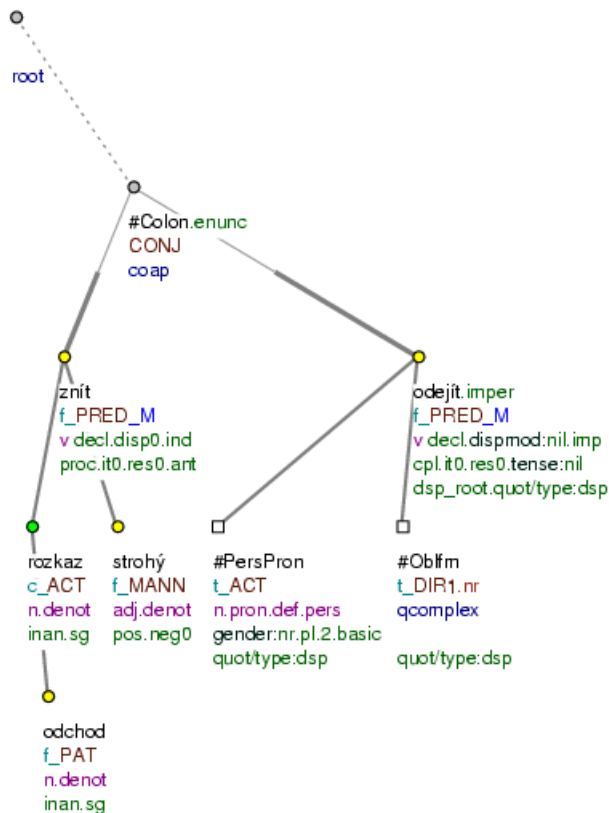 root
#Colon.enunc
CONJ
coap
znít
f_PRED_M
v decl.disp0.ind
proc.it0.res0.ant
odejít.imper
f_PRED_M
v decl.dispmod:nil.imp
cpl.it0.res0.tense:nil
dsp_root.quot/type:dsp
rozkaz
c_ACT
n.denot
inan.sg
strohý
f_MANN
adj.denot
pos.neg0
#PersPron
t_ACT
n.pron.def.pers
gender:nr.pl.2.basic
quot/type:dsp
#Oblfm
t_DIR1.nr
qcomplex
quot/type:dsp
odchod
f_PAT
n.denot
inan.sg